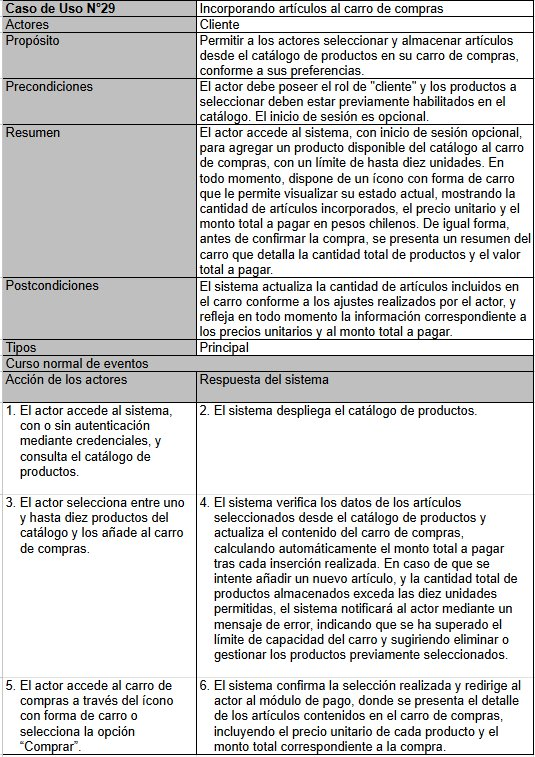 Caso de Uso N°29
Incorporando artículos al carro de compras
Actores
Cliente
Propósito
Permitir a los actores seleccionar y almacenar artículos
desde el catálogo de productos en su carro de compras,
conforme a sus preferencias.
Precondiciones
El actor debe poseer el rol de "cliente" y los productos a
seleccionar deben estar previamente habilitados en el
catálogo. El inicio de sesión es opcional.
Resumen
El actor accede al sistema, con inicio de sesión opcional,
para agregar un producto disponible del catálogo al carro
de compras, con un límite de hasta diez unidades. En
todo momento, dispone de un ícono con forma de carro
que le permite visualizar su estado actual, mostrando la
cantidad de artículos incorporados, el precio unitario y el
monto total a pagar en pesos chilenos. De igual forma,
antes de confirmar la compra, se presenta un resumen del
carro que detalla la cantidad total de productos y el valor
total a pagar.
Postcondiciones
El sistema actualiza la cantidad de artículos incluidos en
el carro conforme a los ajustes realizados por el actor, y
refleja en todo momento la información correspondiente a
los precios unitarios y al monto total a pagar.
Tipos
Principal
Curso normal de eventos
Acción de los actores
Respuesta del sistema
1. El actor accede al sistema,
con o sin autenticación
mediante credenciales, y
consulta el catálogo de
productos.
2. El sistema despliega el catálogo de productos.
3. El actor selecciona entre uno
y hasta diez productos del
catálogo y los añade al carro
de compras.
4. El sistema verifica los datos de los artículos
seleccionados desde el catálogo de productos y
actualiza el contenido del carro de compras,
calculando automáticamente el monto total a pagar
tras cada inserción realizada. En caso de que se
intente añadir un nuevo artículo, y la cantidad total de
productos almacenados exceda las diez unidades
permitidas, el sistema notificará al actor mediante un
mensaje de error, indicando que se ha superado el
límite de capacidad del carro y sugiriendo eliminar o
gestionar los productos previamente seleccionados.
5. El actor accede al carro de
compras a través del ícono
con forma de carro o
selecciona la opción
“Comprar”.
6. El sistema confirma la selección realizada y redirige al
actor al módulo de pago, donde se presenta el detalle
de los artículos contenidos en el carro de compras,
incluyendo el precio unitario de cada producto y el
monto total correspondiente a la compra.